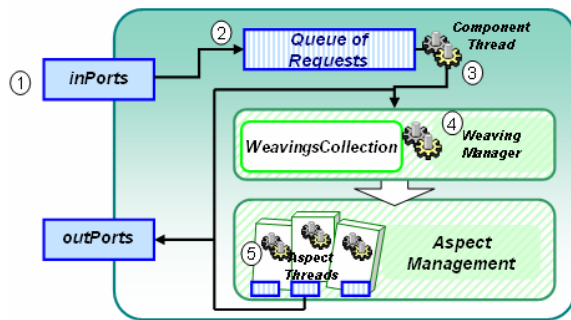 ①
inPorts
②
Queue of
Requests
Component
Thread
③
WeavingsCollection
④
Weaving
Manager
outPorts
⑤
Aspect
Threads
Aspect
Management